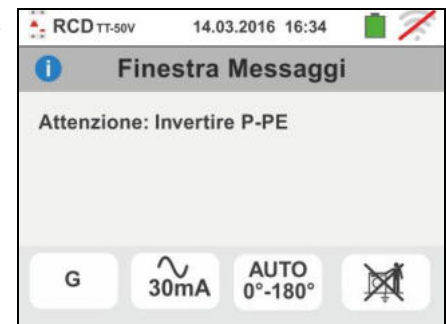 RCD TT-50V 14.03.2016 16:34
Finestra Messaggi
Attenzione: Invertire P-PE
G
30mA
AUTO
0°-180°